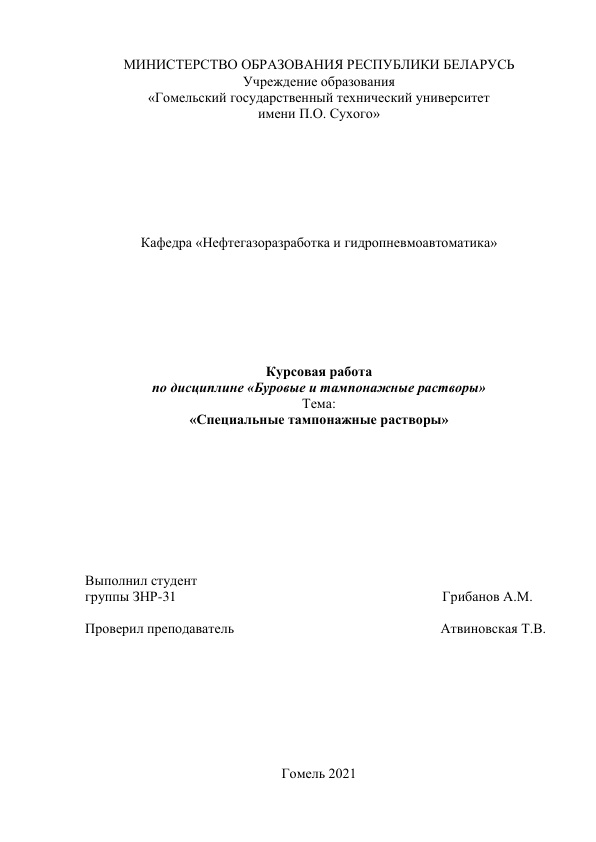 МИНИСТЕРСТВО ОБРАЗОВАНИЯ РЕСПУБЛИКИ БЕЛАРУСЬ
Учреждение образования
«Гомельский государственный технический университет
имени П.О. Сухого»
Кафедра «Нефтегазоразработка и гидропневмоавтоматика»
Курсовая работа
по дисциплине «Буровые и тампонажные растворы»
Тема:
«Специальные тампонажные растворы»
Выполнил студент
группы ЗНР-31 Грибанов А.М.
Проверил преподаватель Атвиновская Т.В.
Гомель 2021